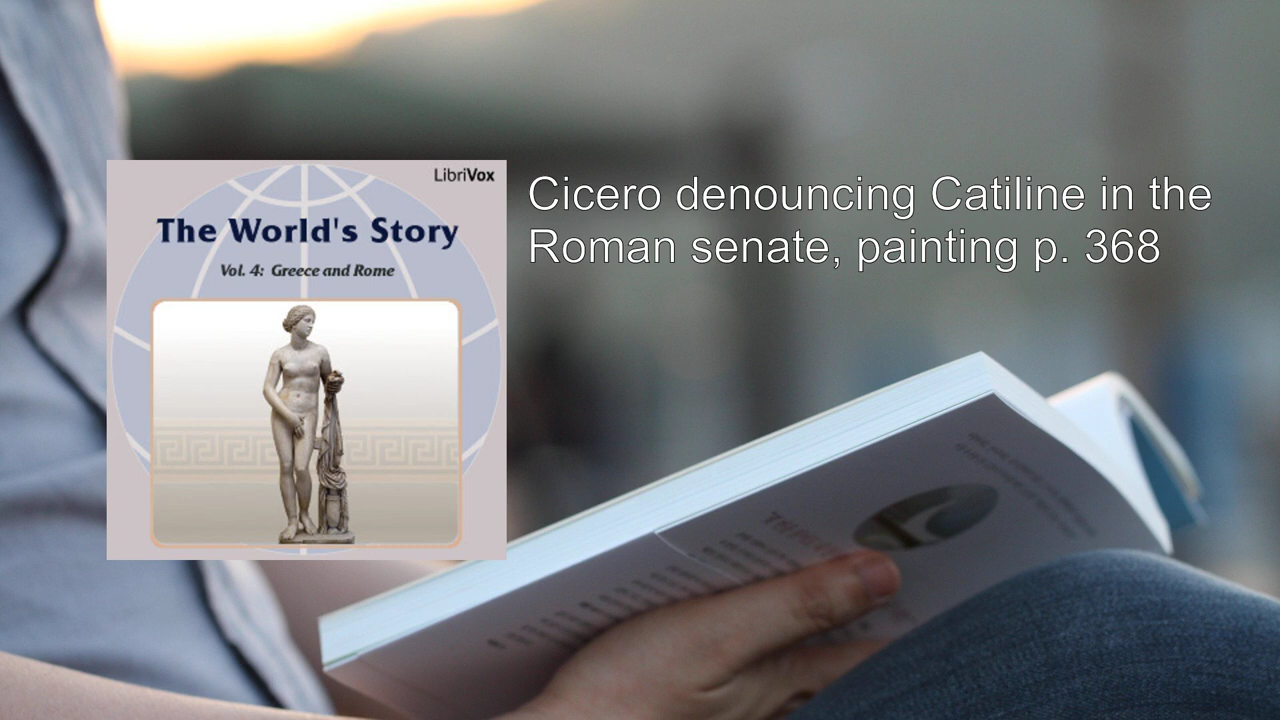 LibriVox
The World's Story
Vol. 4: Greece and Rome
Cicero denouncing Catiline in the
Roman senate, painting p. 368